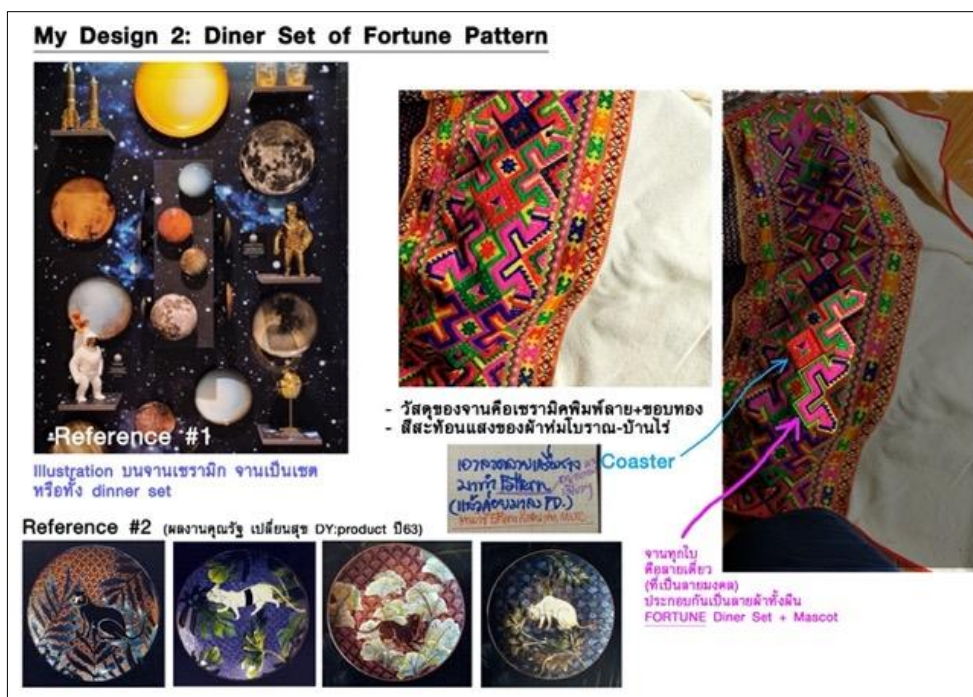 My Design 2: Diner Set of Fortune Pattern
Reference #1
Illustration บนจานเซรามิก จานเป็นเซต
หรือทั้ง dinner set
- วัสดุของจานคือเซรามิคพิมพ์ลาย+ขอบทอง
- สีสะท้อนแสงของผ้าห่มโบราณ-บ้านไร่
มาทำ Pattern
Coaster
จานทุกใบ
คือลายเดี่ยว
(ที่เป็นลายมงคล)
ประกอบกันเป็นลายผ้าทั้งผืน
FORTUNE Diner Set + Mascot
Reference #2 (ผลงานคุณรัฐ เปลี่ยนสุข DY:product ปี63)